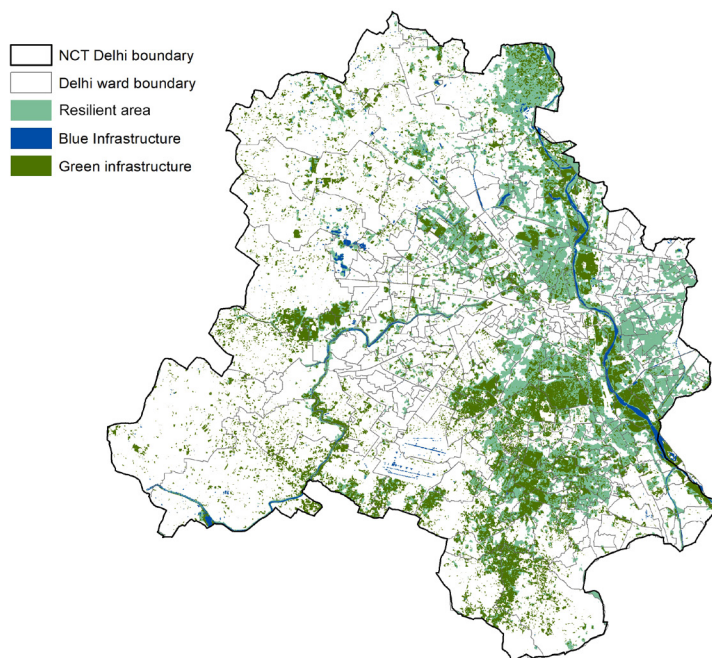 NCT Delhi boundary
Delhi ward boundary
Resilient area
Blue Infrastructure
Green infrastructure